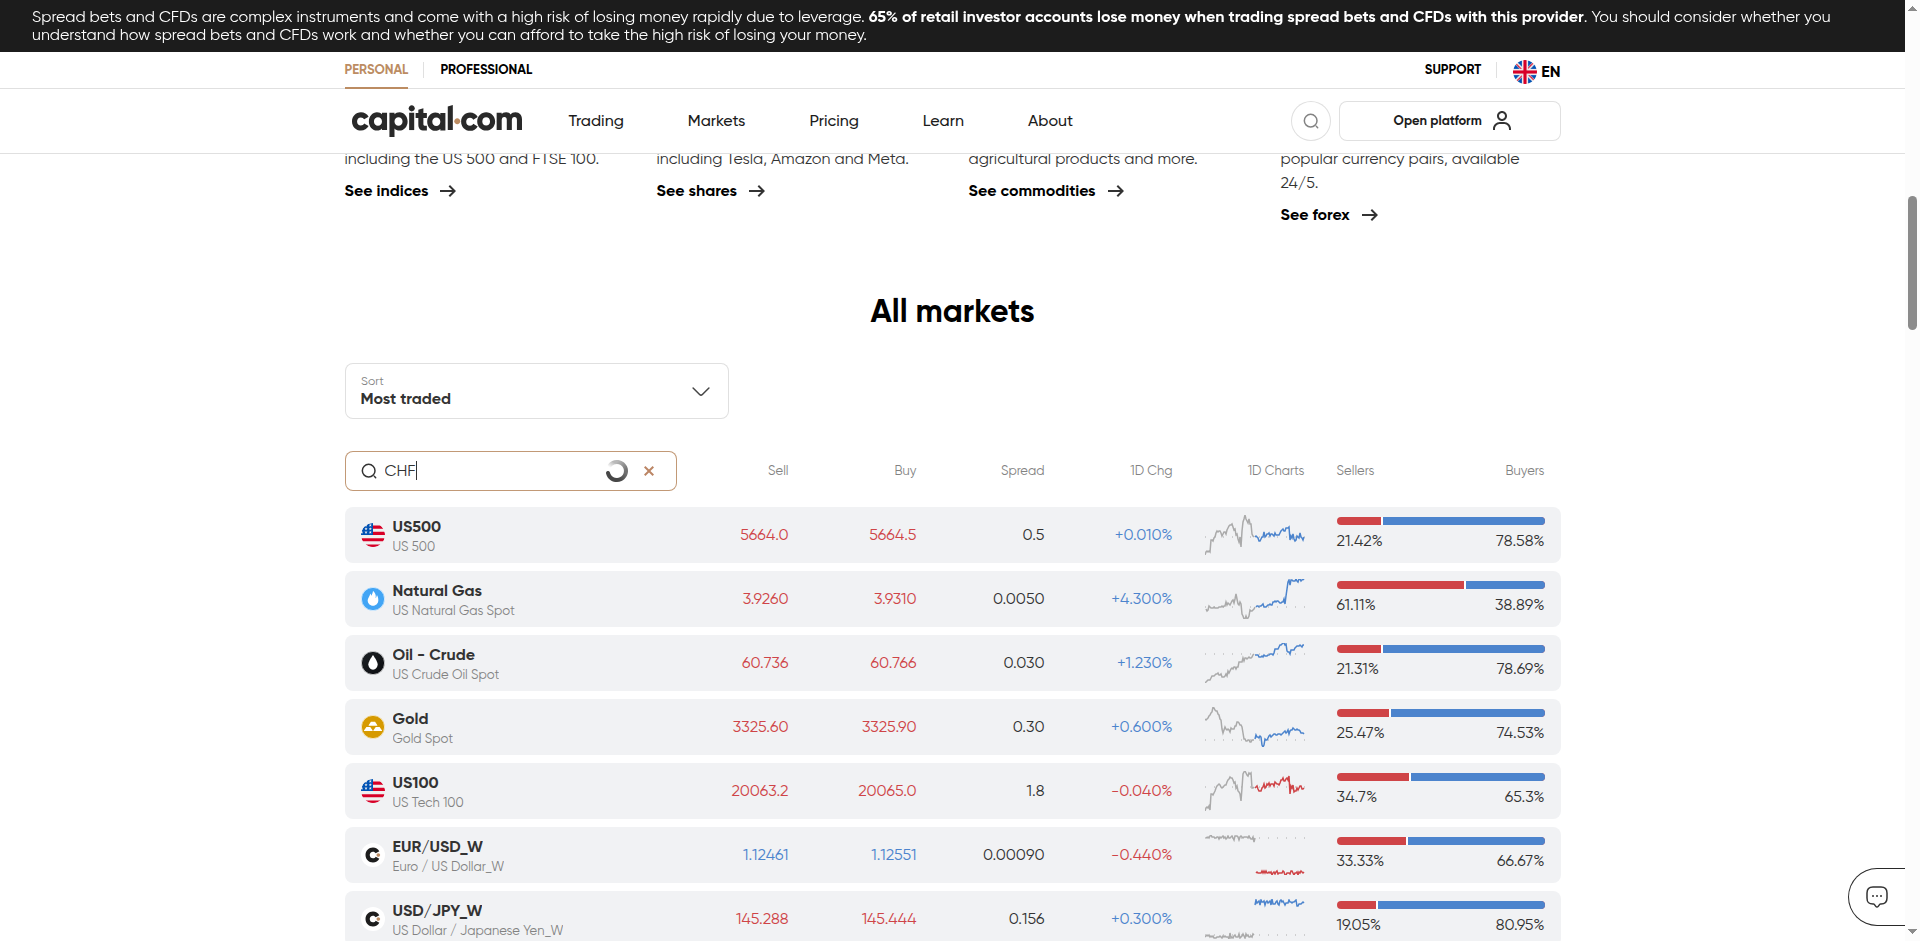 Spread bets and CFDs are complex instruments and come with a high risk of losing money rapidly due to leverage. 65% of retail investor accounts lose money when trading spread bets and CFDs with this provider. You should consider whether you
understand how spread bets and CFDs work and whether you can afford to take the high risk of losing your money.
PERSONAL PROFESSIONAL SUPPORT EN
capital.com Trading Markets Pricing Learn About Open platform
including the US 500 and FTSE 100. including Tesla, Amazon and Meta. agricultural products and more. popular currency pairs, available
24/5.
See indices See shares See commodities
See forex
All markets
Sort
Most traded
CHF Sell Buy Spread 1D Chg 1D Charts Sellers Buyers
US500
US 500
5664.0 5664.5 0.5 +0.010% 21.42% 78.58%
Natural Gas
US Natural Gas Spot
3.9260 3.9310 0.0050 +4.300% 61.11% 38.89%
Oil - Crude
US Crude Oil Spot
60.736 60.766 0.030 +1.230% 21.31% 78.69%
Gold
Gold Spot
3325.60 3325.90 0.30 +0.600% 25.47% 74.53%
US100
US Tech 100
20063.2 20065.0 1.8 -0.040% 34.7% 65.3%
EUR/USD_W
Euro / US Dollar_W
1.12461 1.12551 0.00090 -0.440% 33.33% 66.67%
USD/JPY_W
US Dollar / Japanese Yen_W
145.288 145.444 0.156 +0.300% 19.05% 80.95%